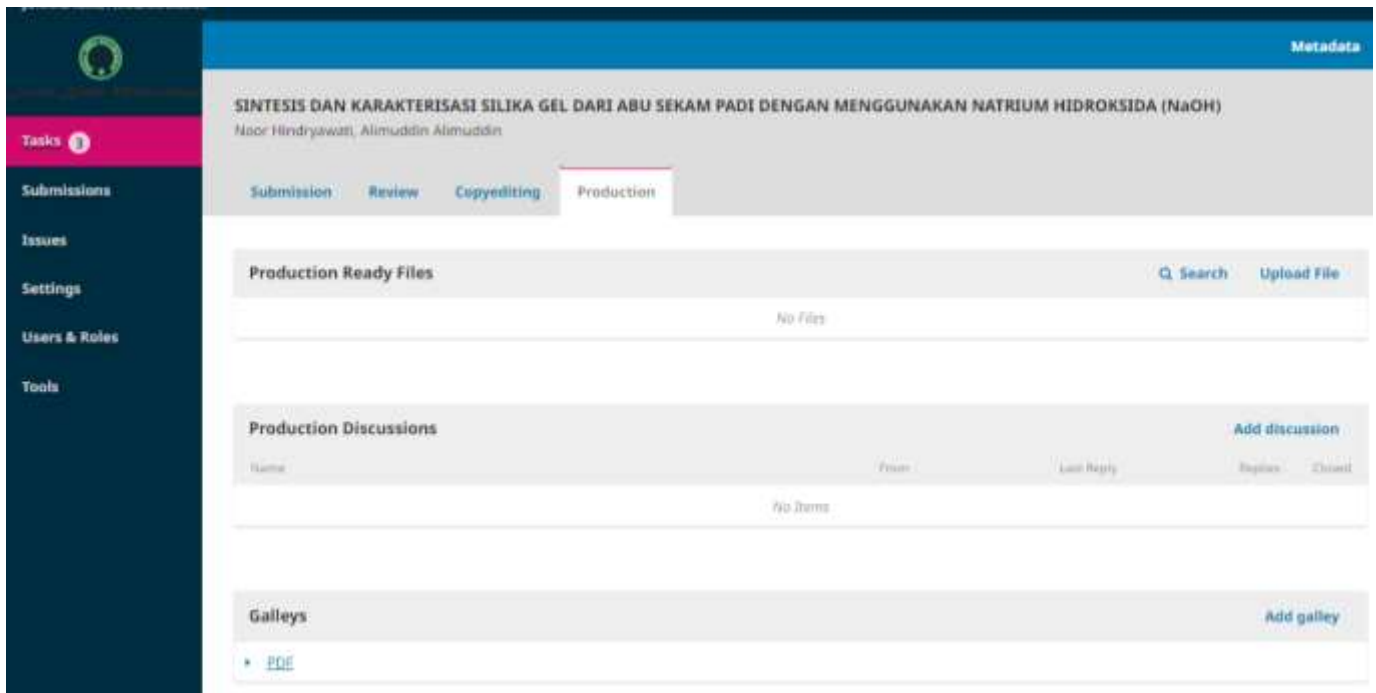 Metadata
SINTESIS DAN KARAKTERISASI SILIKA GEL DARI ABU SEKAM PADI DENGAN MENGGUNAKAN NATRIUM HIDROKSIDA (NaOH)
Noor Hindryawati, Alimuddin Alimuddin
Tasks 3
Submissions
Issues
Settings
Users & Roles
Tools
Submission Review Copyediting Production
Production Ready Files Search Upload File
No Files
Production Discussions Add discussion
Name From Last Reply Replies Closed
No Items
Galleys Add galley
PDF